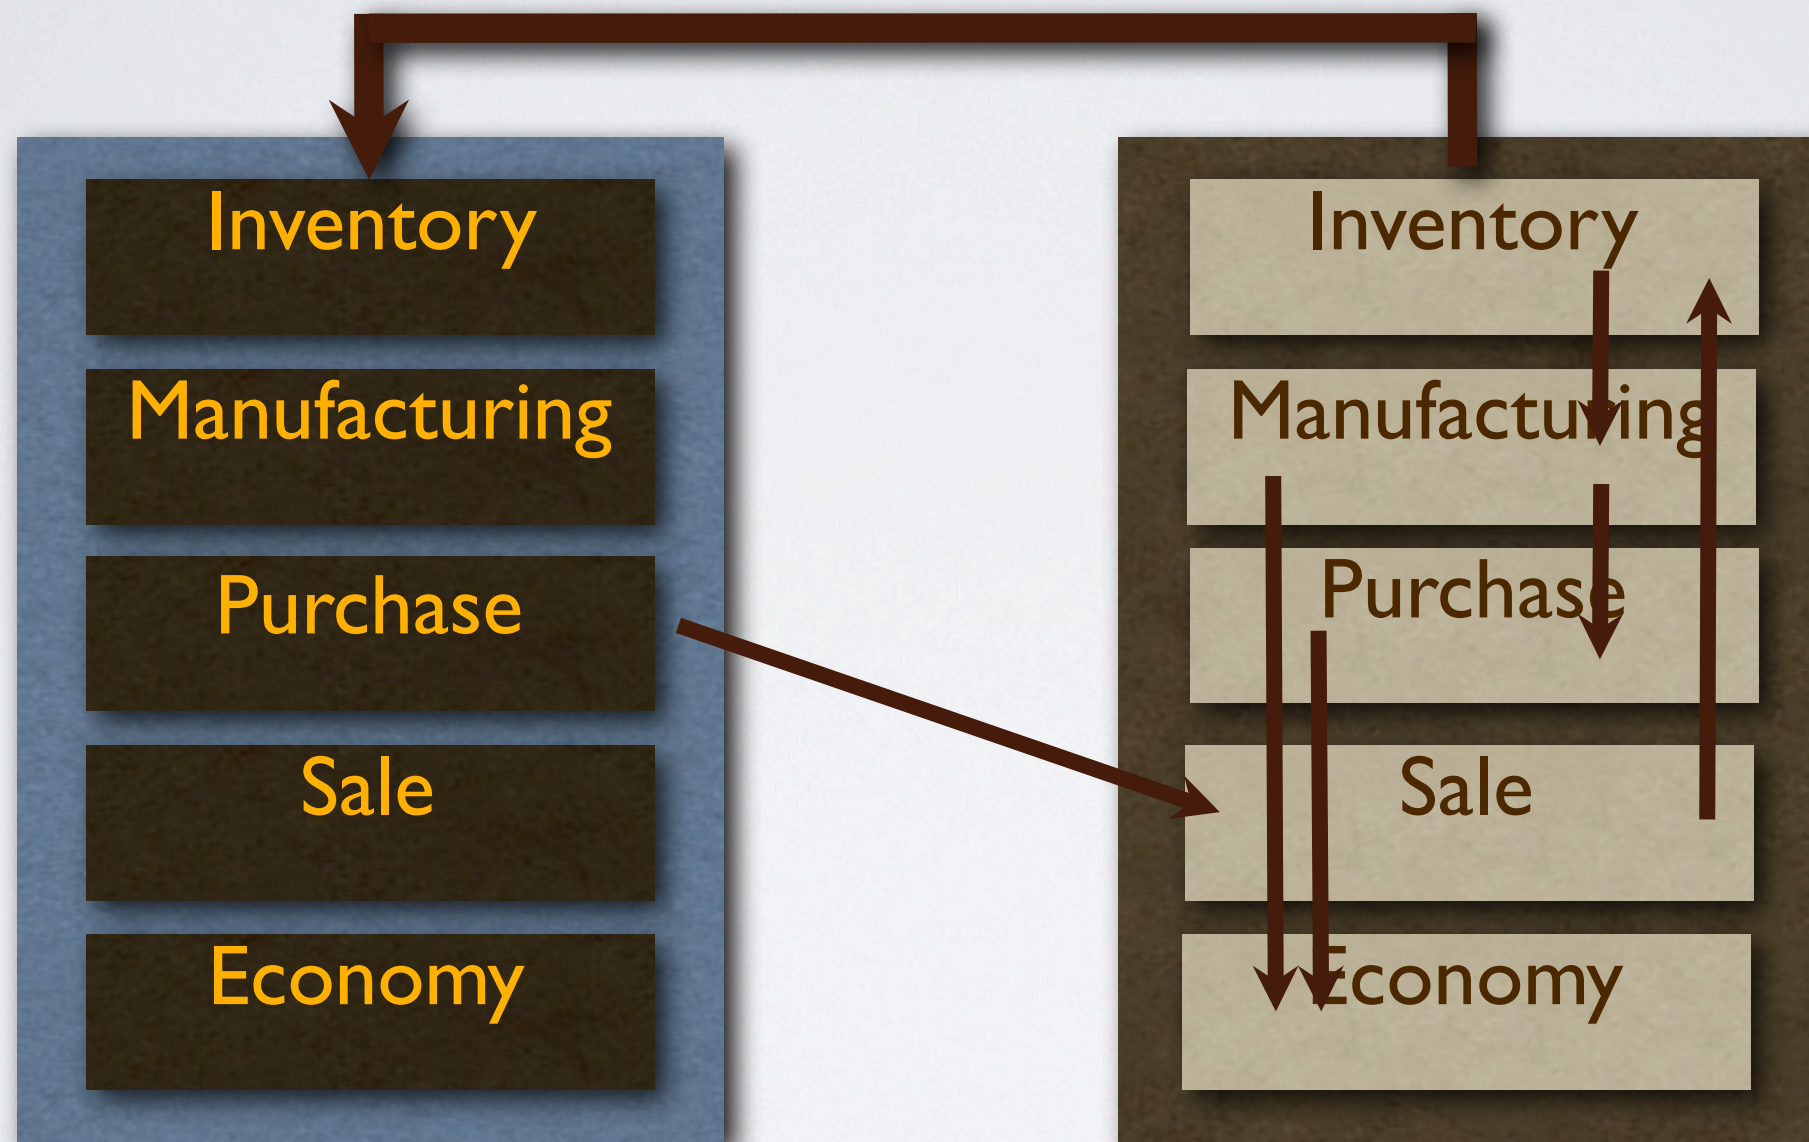 Inventory
Manufacturing
Purchase
Sale
Economy
Inventory
Manufacturing
Purchase
Sale
Economy